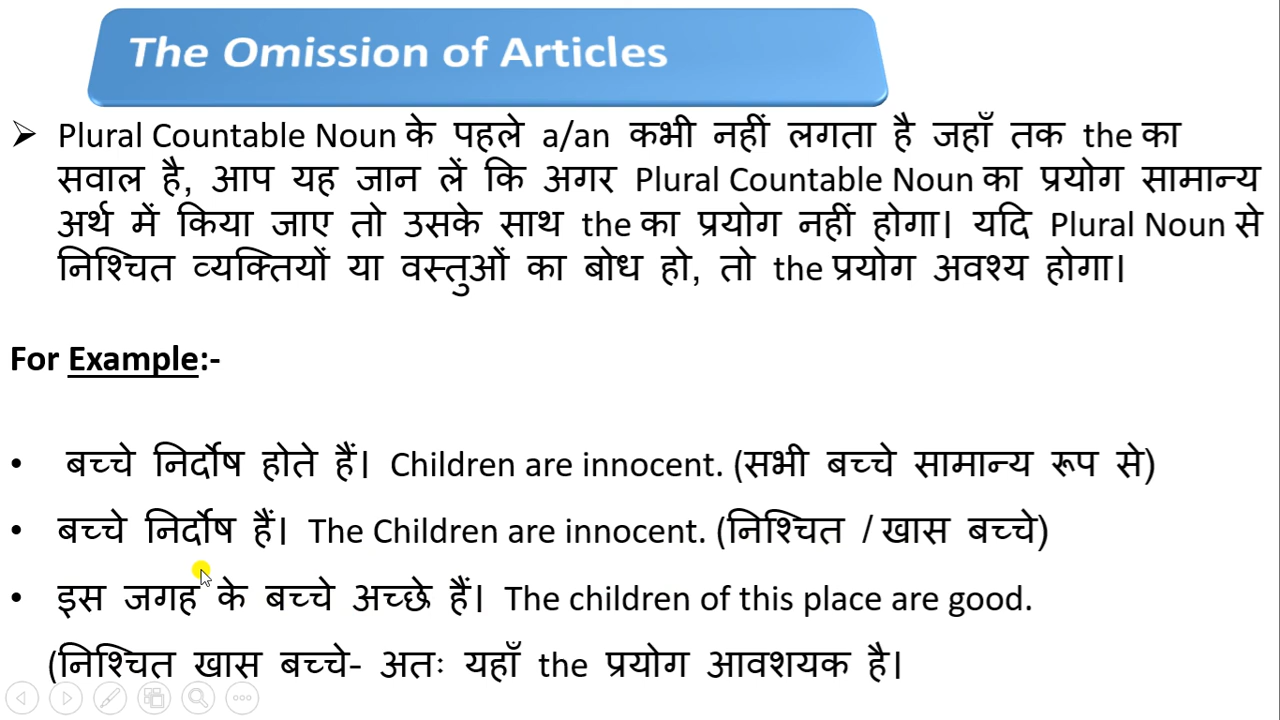 The Omission of Articles
➢ Plural Countable Noun के पहले a/an कभी नहीं लगता है जहाँ तक the का
सवाल है, आप यह जान लें कि अगर Plural Countable Noun का प्रयोग सामान्य
अर्थ में किया जाए तो उसके साथ the का प्रयोग नहीं होगा। यदि Plural Noun से
निश्चित व्यक्तियों या वस्तुओं का बोध हो, तो the प्रयोग अवश्य होगा।
For Example:-
• बच्चे निर्दोष होते हैं। Children are innocent. (सभी बच्चे सामान्य रूप से)
• बच्चे निर्दोष हैं। The Children are innocent. (निश्चित / खास बच्चे)
• इस जगह के बच्चे अच्छे हैं। The children of this place are good.
(निश्चित खास बच्चे- अतः यहाँ the प्रयोग आवशयक है।